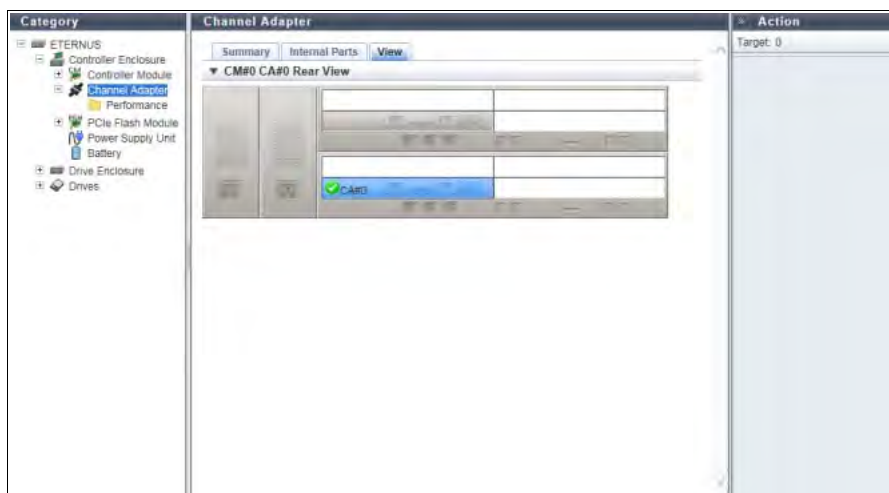 Category
ETERNUS
Controller Enclosure
Controller Module
Channel Adapter
Performance
PCIe Flash Module
Power Supply Unit
Battery
Drive Enclosure
Drives
Channel Adapter
Summary Internal Parts View
CM#0 CA#0 Rear View
CA#0
Action
Target: 0